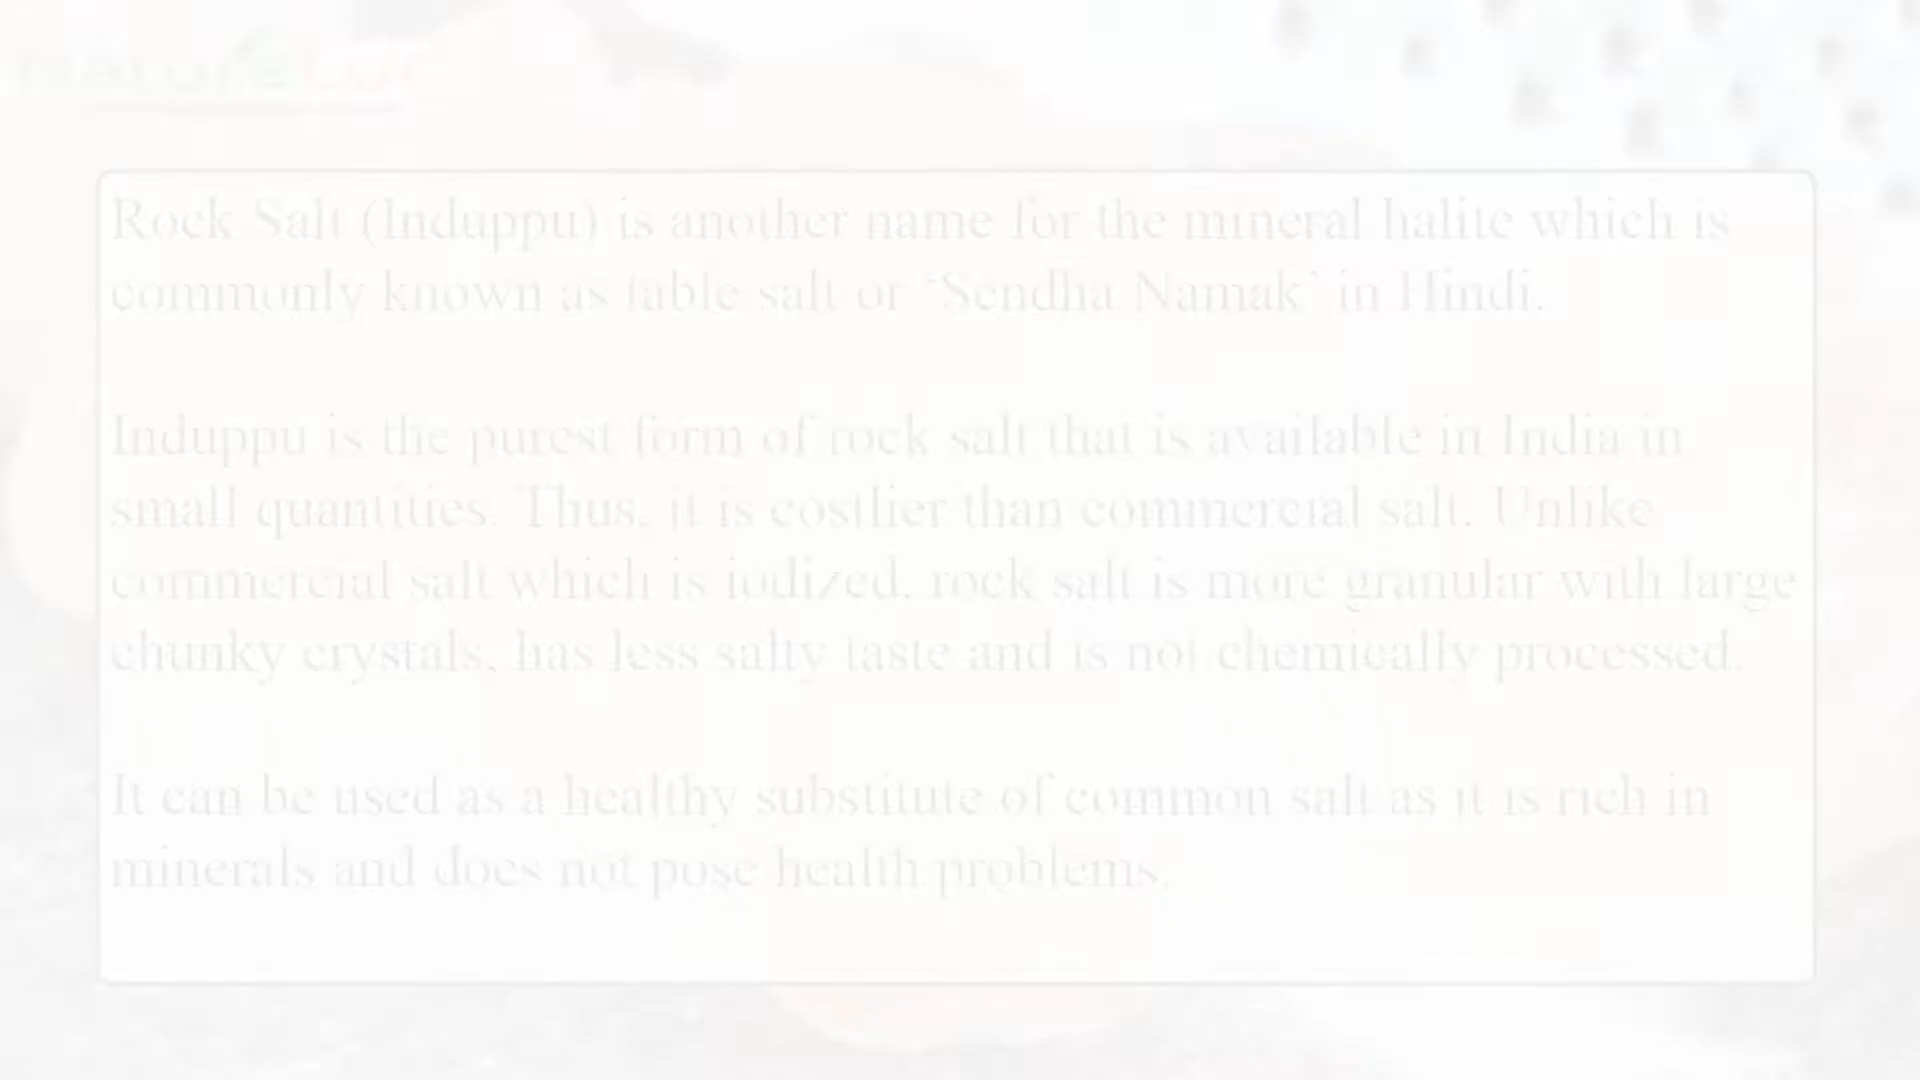 NatureLoC
Rock Salt (Induppu) is another name for the mineral halite which is
commonly known as table salt or ‘Sendha Namak’ in Hindi.
Induppu is the purest form of rock salt that is available in India in
small quantities. Thus, it is costlier than commercial salt. Unlike
commercial salt which is iodized, rock salt is more granular with large
chunky crystals, has less salty taste and is not chemically processed.
It can be used as a healthy substitute of common salt as it is rich in
minerals and does not pose health problems.